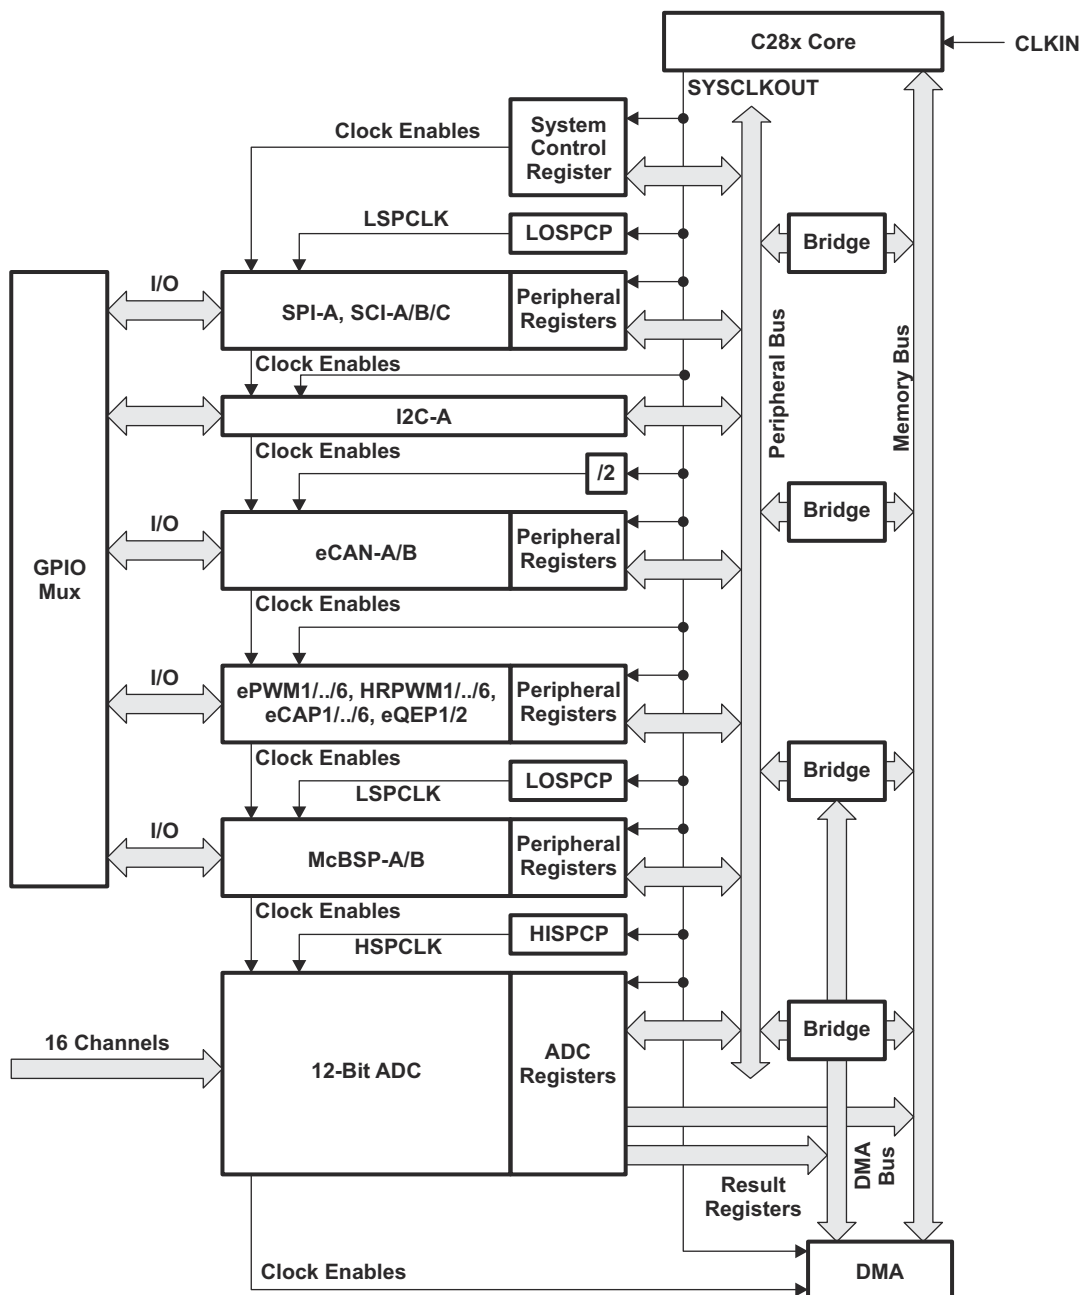 C28x Core
CLKIN
SYSCLKOUT
System
Control
Register
Clock Enables
LSPCLK
LOSPCP
Bridge
I/O
SPI-A, SCI-A/B/C
Peripheral
Registers
Peripheral Bus
Memory Bus
Clock Enables
I2C-A
Clock Enables
/2
Bridge
I/O
eCAN-A/B
Peripheral
Registers
GPIO
Mux
Clock Enables
I/O
ePWM1/../6, HRPWM1/../6,
eCAP1/../6, eQEP1/2
Peripheral
Registers
Clock Enables
LSPCLK
LOSPCP
Bridge
I/O
McBSP-A/B
Peripheral
Registers
Clock Enables
HSPCLK
HISPCP
16 Channels
12-Bit ADC
ADC
Registers
Bridge
DMA
Bus
Result
Registers
Clock Enables
DMA